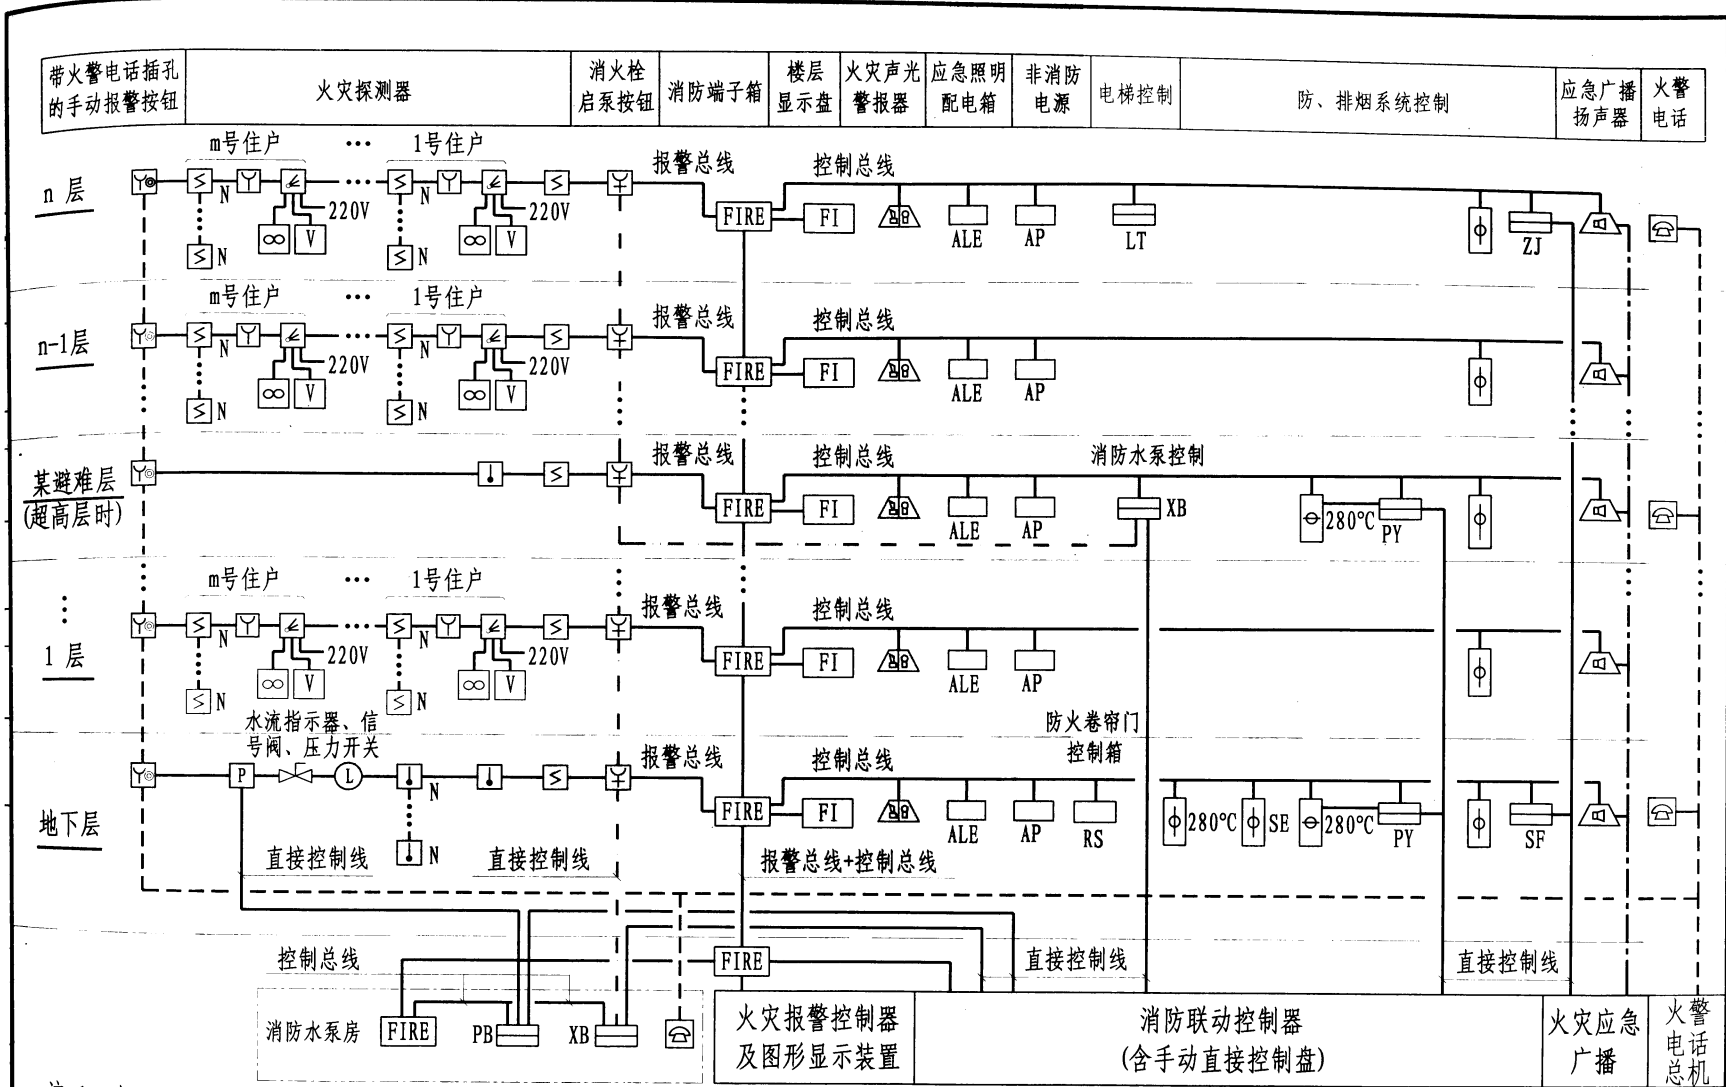 带火警电话插孔
的手动报警按钮
火灾探测器
消火栓
启泵按钮
消防端子箱
楼层
显示盘
火灾声光
警报器
应急照明
配电箱
非消防
电源
电梯控制
防、排烟系统控制
应急广播
扬声器
火警
电话
n 层
m号住户 ••• 1号住户
报警总线
控制总线
N 220V N 220V
FIRE FI
ALE AP LT ZJ
V V
N N
n-1层
m号住户 ••• 1号住户
报警总线
控制总线
N 220V N 220V
FIRE FI
ALE AP
V V
N N
某避难层
(超高层时)
报警总线
控制总线
消防水泵控制
FIRE FI
ALE AP XB 280℃ PY
1 层
m号住户 ••• 1号住户
报警总线
控制总线
N 220V N 220V
FIRE FI
ALE AP
V V
N N
地下层
水流指示器、信
号阀、压力开关
报警总线
控制总线
防火卷帘门
控制箱
P L N
N
FIRE FI
ALE AP RS 280℃ SE 280℃ PY SF
直接控制线
直接控制线
报警总线+控制总线
控制总线
FIRE
直接控制线
直接控制线
消防水泵房
FIRE PB XB
火灾报警控制器
及图形显示装置
消防联动控制器
(含手动直接控制盘)
火灾应急
广播
火警
电话
总机